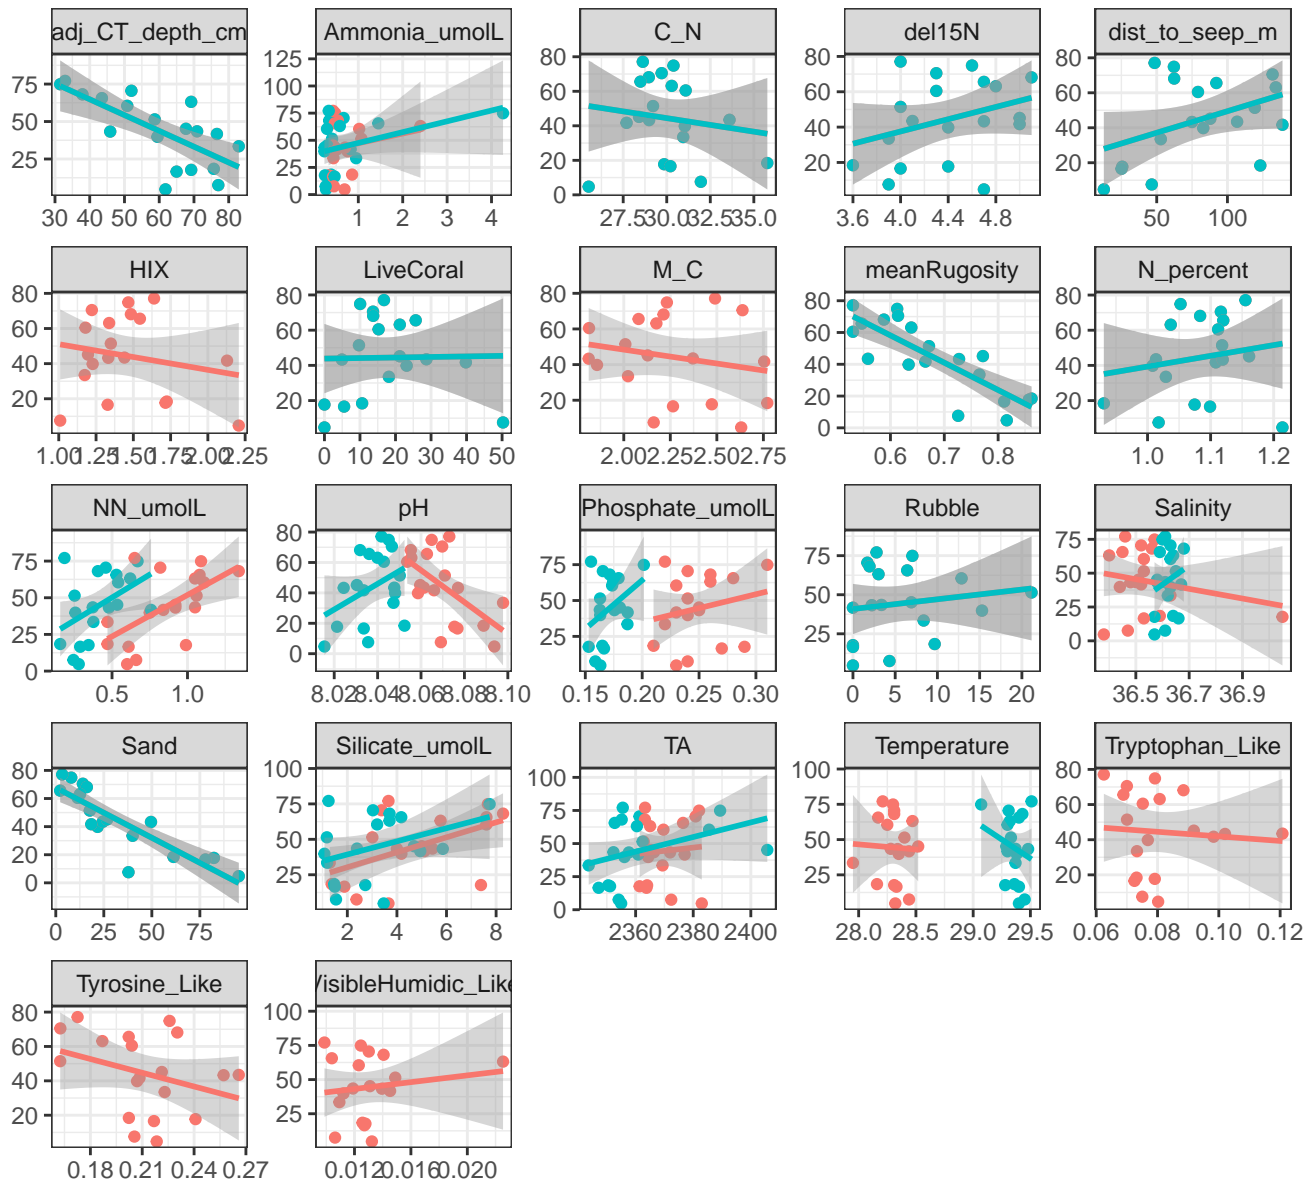 adj_CT_depth_cm Ammonia_umolL C_N del15N dist_to_seep_m
75 50 25
125 100 75 50 25 0
80 60 40 20 0
80 60 40 20
80 60 40 20 0
30 40 50 60 70 80
1 2 3 4
27.5 30.0 32.5 35.0
3.6 4.0 4.4 4.8
50 100
HIX LiveCoral M_C meanRugosity N_percent
80 60 40 20
80 60 40 20
80 60 40 20
80 60 40 20 0
80 60 40 20
1.00 1.25 1.50 1.75 2.00 2.25
0 10 20 30 40 50
2.00 2.25 2.50 2.75
0.6 0.7 0.8
1.0 1.1 1.2
NN_umolL pH Phosphate_umolL Rubble Salinity
75 50 25 0
80 60 40 20 0
75 50 25 0
75 50 25
75 50 25 0
0.5 1.0
8.02 8.04 8.06 8.08 8.10
0.15 0.20 0.25 0.30
0 5 10 15 20
36.5 36.7 36.9
Sand Silicate_umolL TA Temperature Tryptophan_Like
80 60 40 20 0
100 75 50 25
100 75 50 25 0
80 60 40 20 0
80 60 40 20
0 25 50 75
2 4 6 8
2360 2380 2400
28.0 28.5 29.0 29.5
0.06 0.08 0.10 0.12
Tyrosine_Like VisibleHumidic_Like
80 60 40 20
100 75 50 25
0.18 0.21 0.24 0.27
0.012 0.016 0.020